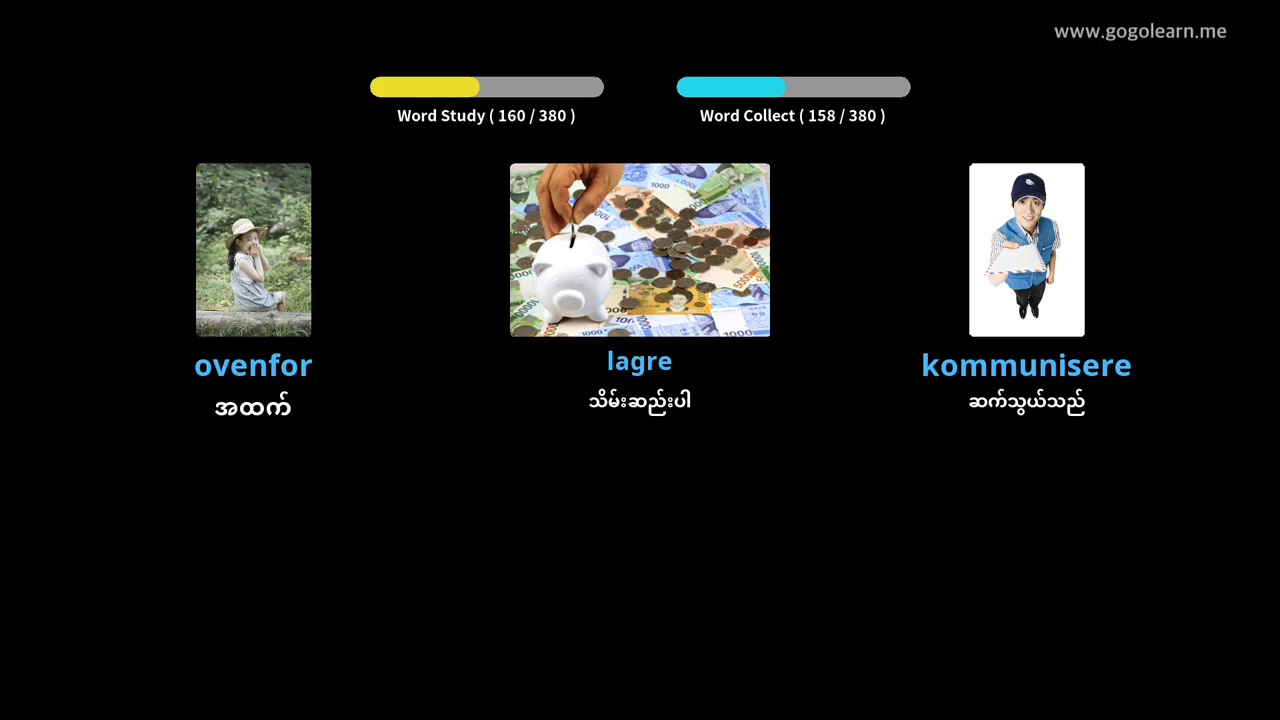 www.gogolearn.me
Word Study ( 160 / 380 )
Word Collect ( 158 / 380 )
ovenfor
lagre
kommunisere
အထက်
သိမ်းဆည်းပါ
ဆက်သွယ်သည်